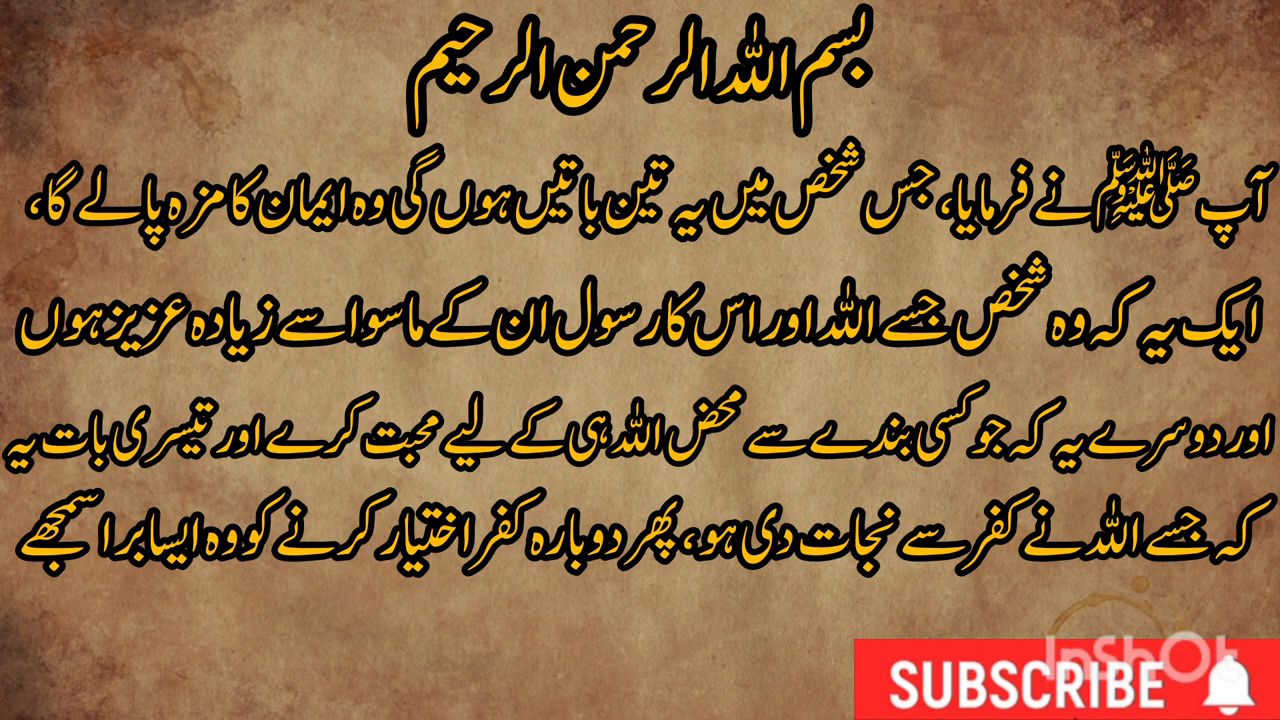 بسم اللہ الرحمن الرحیم
آپ ﷺ نے فرمایا، جس شخص میں یہ تین باتیں ہوں گی وہ ایمان کا مزہ پالے گا،
ایک یہ کہ وہ شخص جسے اللہ اور اس کا رسول ان کے ماسوا سے زیادہ عزیز ہوں
اور دوسرے یہ کہ جو کسی بندے سے محض اللہ ہی کے لیے محبت کرے اور تیسری بات یہ
کہ جسے اللہ نے کفر سے نجات دی ہو، پھر دوبارہ کفر اختیار کرنے کو وہ ایسا برا سمجھے
InShOt
SUBSCRIBE